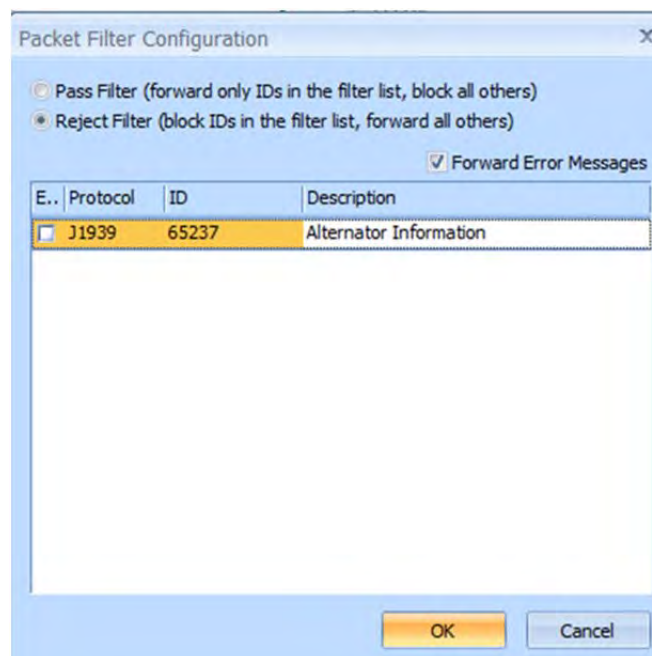 Packet Filter Configuration
Pass Filter (forward only IDs in the filter list, block all others)
Reject Filter (block IDs in the filter list, forward all others)
Forward Error Messages
E.. Protocol ID Description
J1939 65237 Alternator Information
OK Cancel